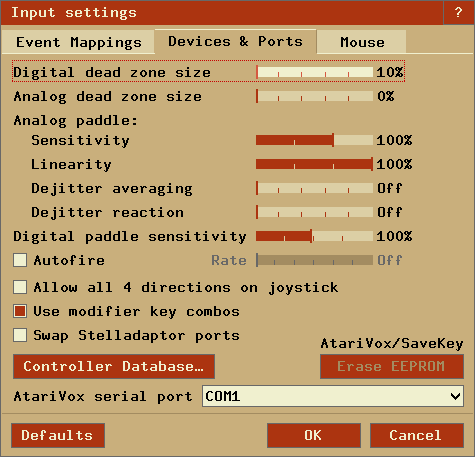 Input settings ?
Event Mappings Devices & Ports Mouse
Digital dead zone size 10%
Analog dead zone size 0%
Analog paddle:
Sensitivity 100%
Linearity 100%
Dejitter averaging Off
Dejitter reaction Off
Digital paddle sensitivity 100%
Autofire Rate Off
Allow all 4 directions on joystick
Use modifier key combos
Swap Stelladaptor ports
AtariVox/SaveKey
Controller Database… Erase EEPROM
AtariVox serial port COM1
Defaults OK Cancel